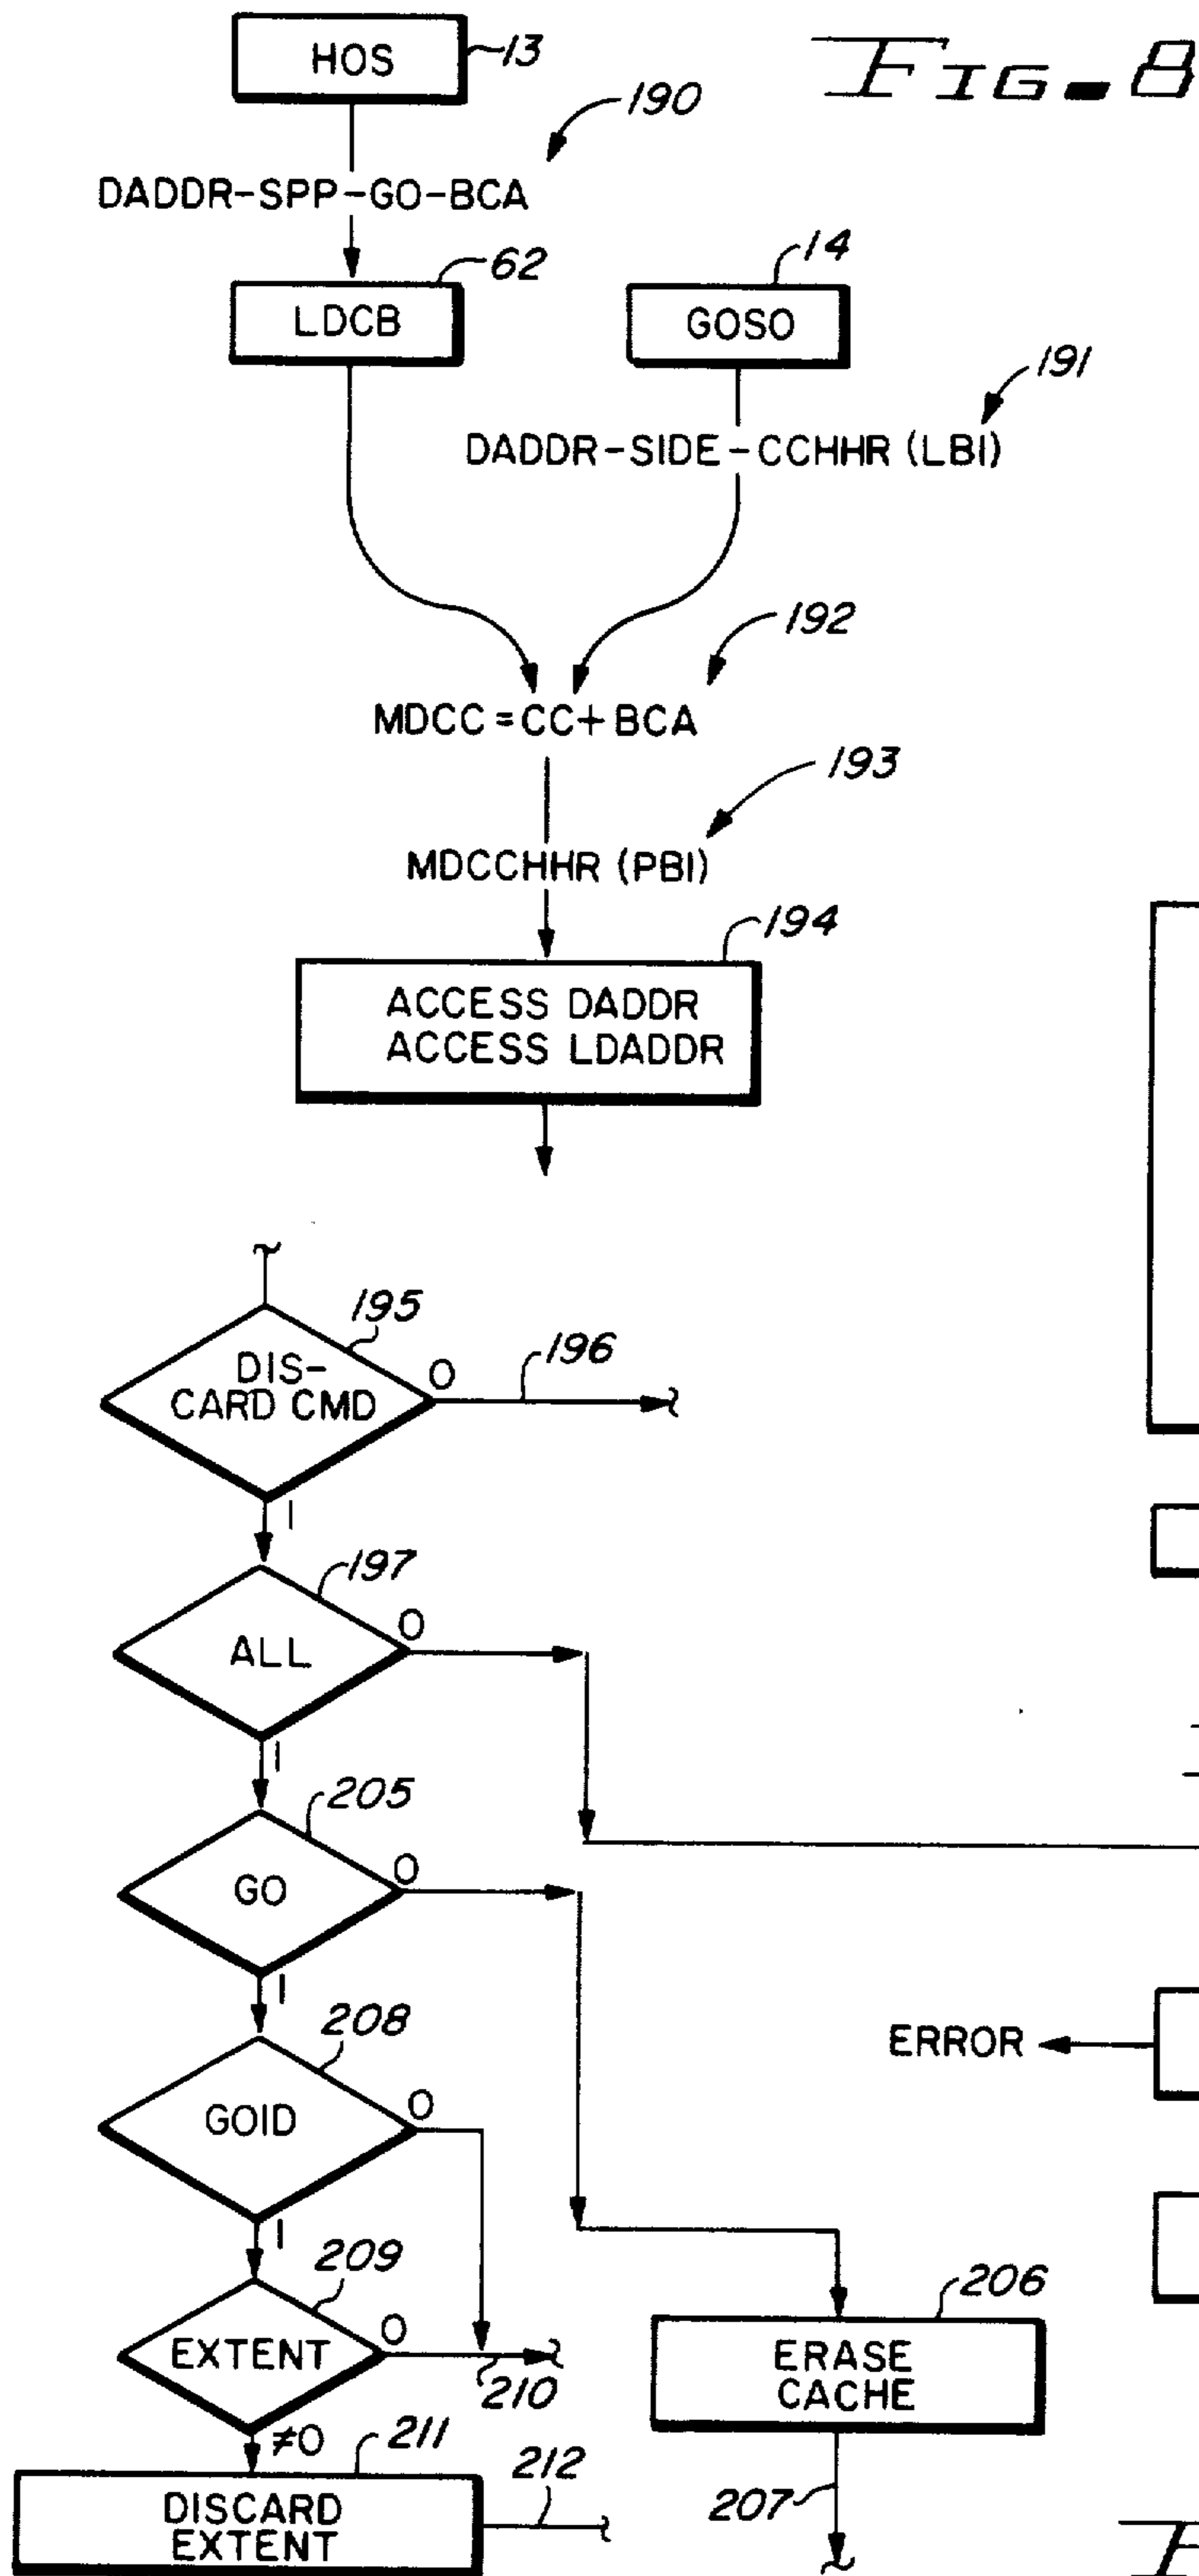 FIG. 8
HOS
13
190
DADDR-SPP-GO-BCA
62
14
LDCB
GOSO
191
DADDR-SIDE-CCHHR (LBI)
192
MDCC=CC+BCA
193
MDCCHHR (PBI)
194
ACCESS DADDR
ACCESS LDADDR
195
DIS-
CARD CMD
0
196
1
197
ALL
0
1
205
GO
0
1
208
GOID
0
ERROR
1
209
EXTENT
0
210
206
ERASE
CACHE
≠0
211
212
207
DISCARD
EXTENT